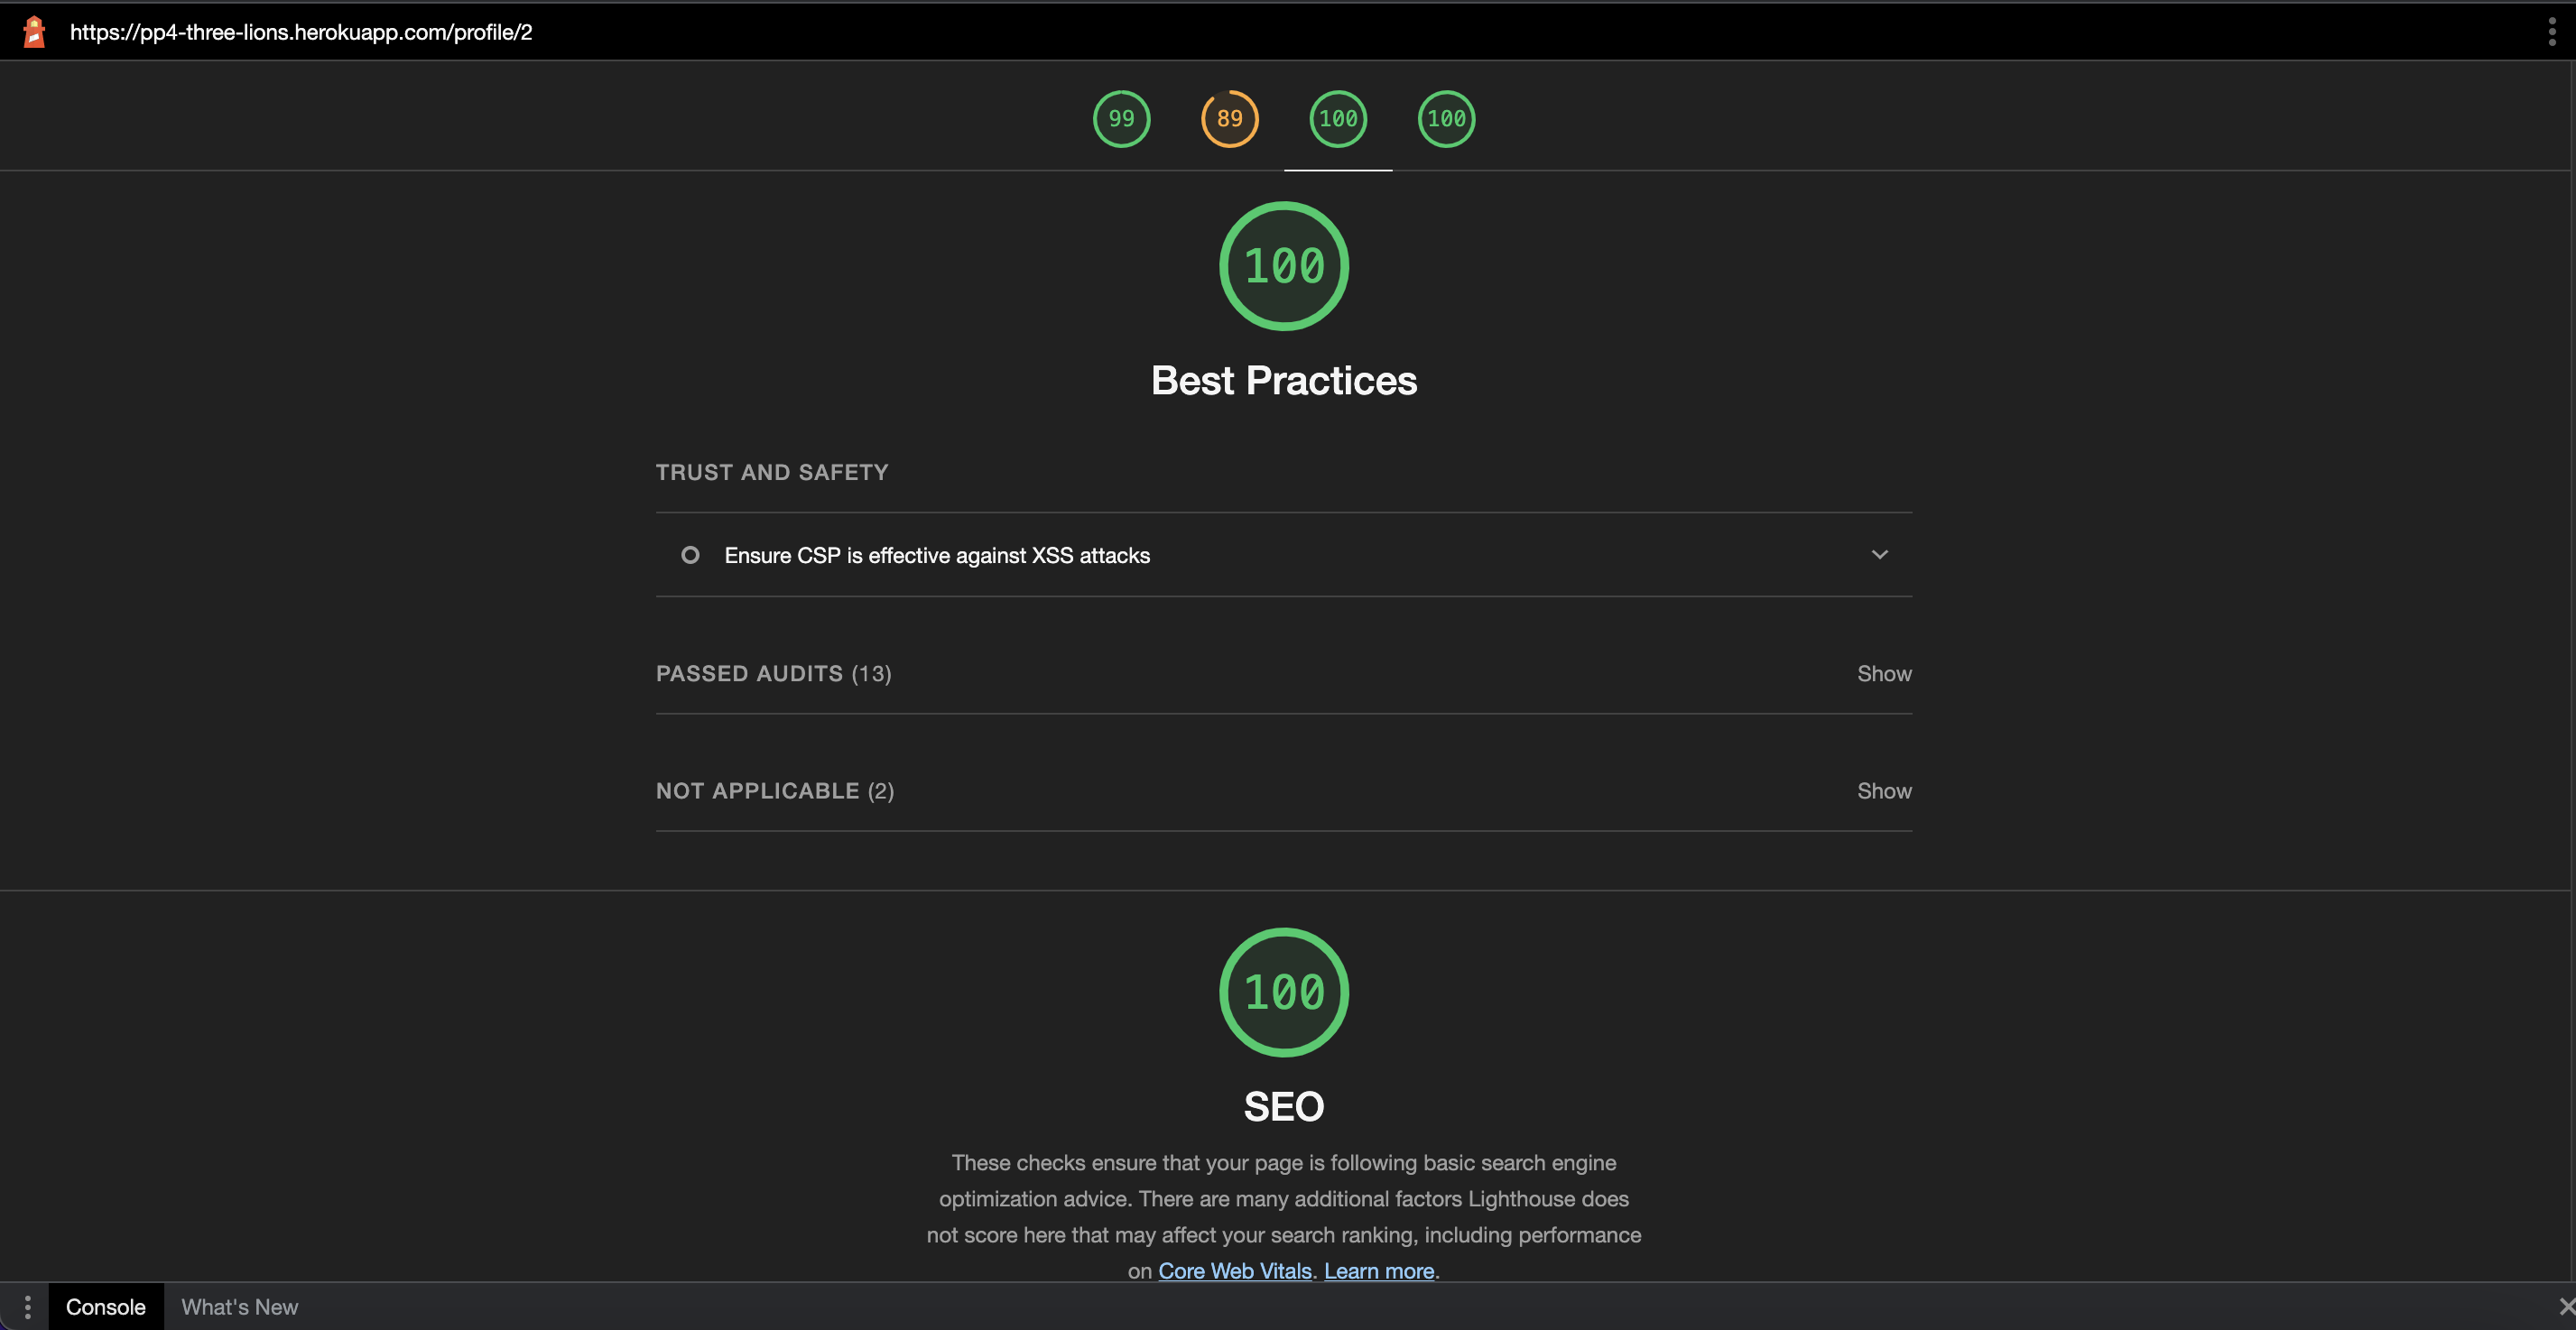 https://pp4-three-lions.herokuapp.com/profile/2
99 89 100 100
100
Best Practices
TRUST AND SAFETY
Ensure CSP is effective against XSS attacks
PASSED AUDITS (13) Show
NOT APPLICABLE (2) Show
100
SEO
These checks ensure that your page is following basic search engine
optimization advice. There are many additional factors Lighthouse does
not score here that may affect your search ranking, including performance
on Core Web Vitals. Learn more.
Console What's New